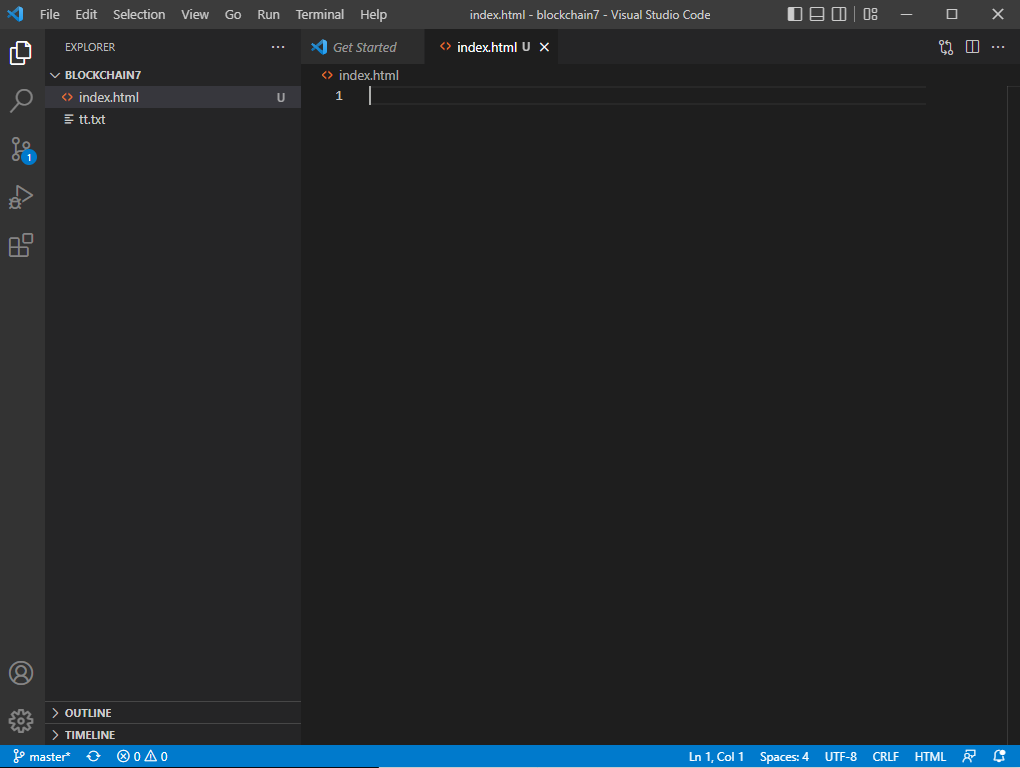 File Edit Selection View Go Run Terminal Help index.html - blockchain7 - Visual Studio Code
EXPLORER
Get Started index.html U
BLOCKCHAIN7
index.html
index.html U
1
tt.txt
1
OUTLINE
TIMELINE
master* 0 0 Ln 1, Col 1 Spaces: 4 UTF-8 CRLF HTML